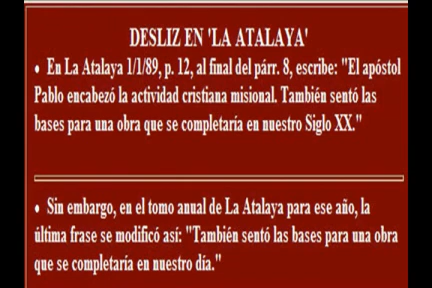 DESLIZ EN 'LA ATALAYA'
• En La Atalaya 1/1/89, p. 12, al final del párr. 8, escribe: "El apóstol
Pablo encabezó la actividad cristiana misional. También sentó las
bases para una obra que se completaría en nuestro Siglo XX."
• Sin embargo, en el tomo anual de La Atalaya para ese año, la
última frase se modificó así: "También sentó las bases para una obra
que se completaría en nuestro día."